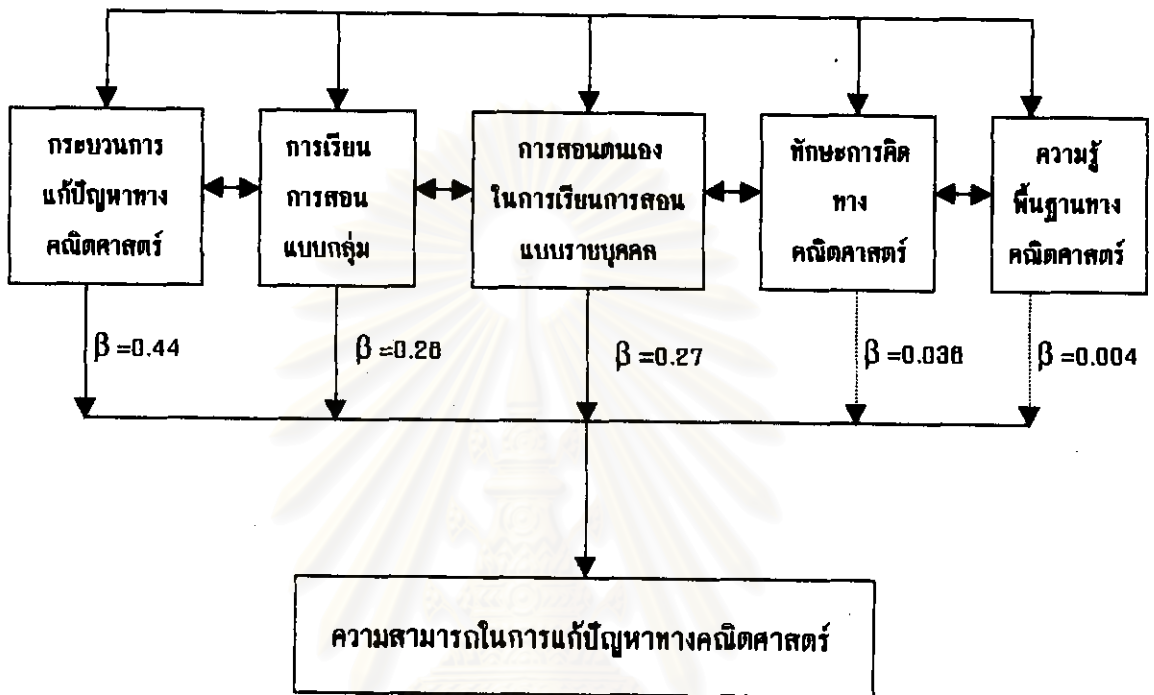 กระบวนการ
แก้ปัญหาทาง
คณิตศาสตร์
การเรียน
การสอน
แบบกลุ่ม
การสอนตนเอง
ในการเรียนการสอน
แบบรายบุคคล
ทักษะการคิด
ทาง
คณิตศาสตร์
ความรู้
พื้นฐานทาง
คณิตศาสตร์
β =0.44
β =0.26
β =0.27
β =0.036
β =0.004
ความสามารถในการแก้ปัญหาทางคณิตศาสตร์